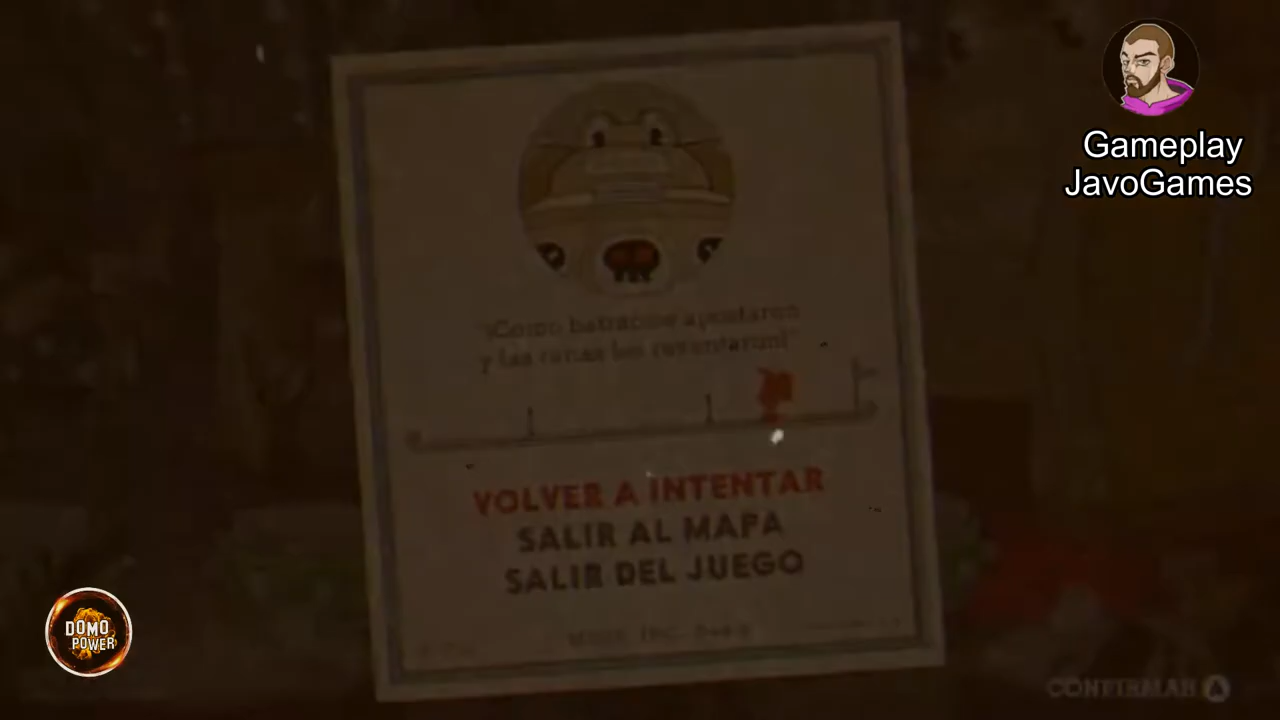 Gameplay
JavoGames
"¡Como batracios apostaron
y las ranas los reventaron!"
VOLVER A INTENTAR
SALIR AL MAPA
SALIR DEL JUEGO
DOMO
POWER
CONFIRMAR